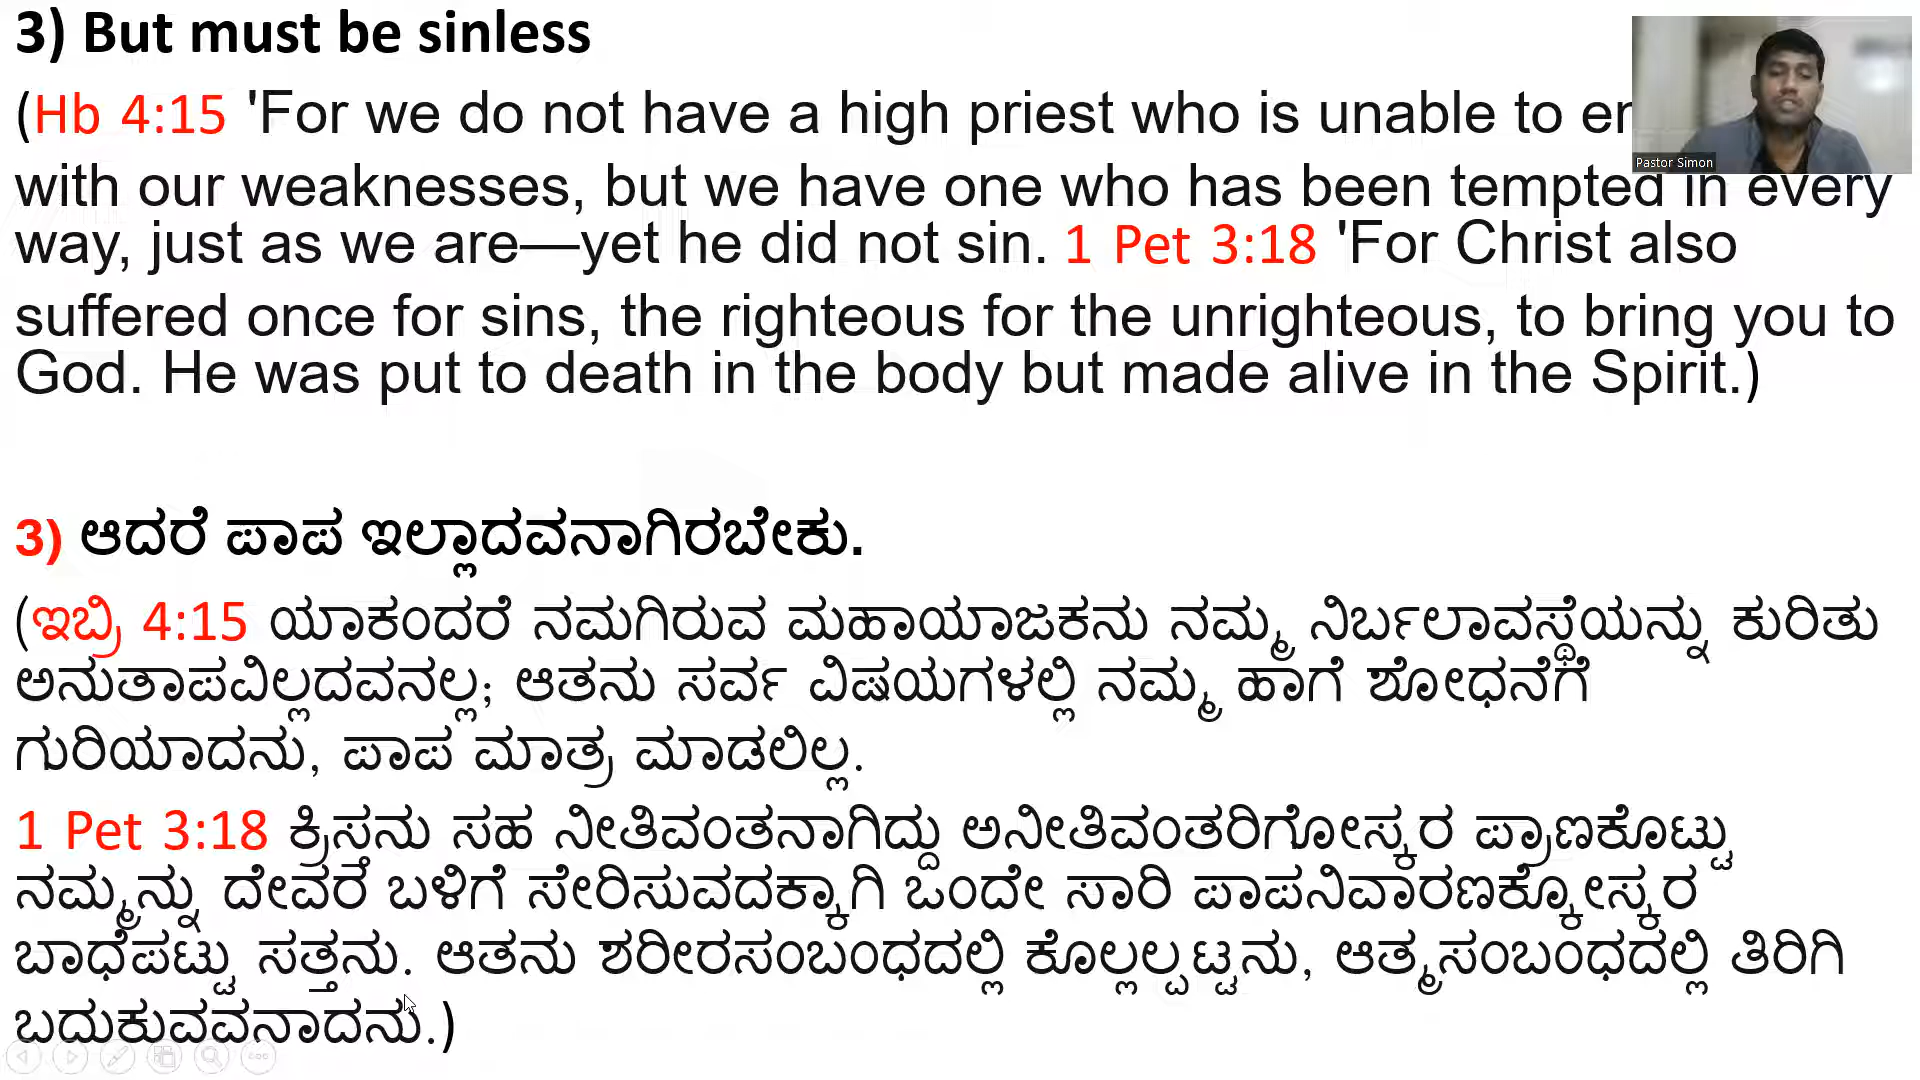 3) But must be sinless
(Hb 4:15 'For we do not have a high priest who is unable to
with our weaknesses, but we have one who has been tempted in every
way, just as we are—yet he did not sin. 1 Pet 3:18 'For Christ also
suffered once for sins, the righteous for the unrighteous, to bring you to
God. He was put to death in the body but made alive in the Spirit.)
Pastor Simon
3) ಆದರೆ ಪಾಪ ಇಲ್ಲಾದವನಾಗಿರಬೇಕು.
(ಇಬ್ರಿ 4:15 ಯಾಕಂದರೆ ನಮಗಿರುವ ಮಹಾಯಾಜಕನು ನಮ್ಮ ನಿರ್ಬಲಾವಸ್ಥೆಯನ್ನು ಕುರಿತು
ಅನುತಾಪವಿಲ್ಲದವನಲ್ಲ; ಆತನು ಸರ್ವ ವಿಷಯಗಳಲ್ಲಿ ನಮ್ಮ ಹಾಗೆ ಶೋಧನೆಗೆ
ಗುರಿಯಾದನು, ಪಾಪ ಮಾತ್ರ ಮಾಡಲಿಲ್ಲ.
1 Pet 3:18 ಕ್ರಿಸ್ತನು ಸಹ ನೀತಿವಂತನಾಗಿದ್ದು ಅನೀತಿವಂತರಿಗೋಸ್ಕರ ಪ್ರಾಣಕೊಟ್ಟು
ನಮ್ಮನ್ನು ದೇವರ ಬಳಿಗೆ ಸೇರಿಸುವದಕ್ಕಾಗಿ ಒಂದೇ ಸಾರಿ ಪಾಪನಿವಾರಣಕ್ಕೋಸ್ಕರ
ಬಾಧೆಪಟ್ಟು ಸತ್ತನು. ಆತನು ಶರೀರಸಂಬಂಧದಲ್ಲಿ ಕೊಲ್ಲಲ್ಪಟ್ಟನು, ಆತ್ಮಸಂಬಂಧದಲ್ಲಿ ತಿರಿಗಿ
ಬದುಕುವವನಾದನು.)